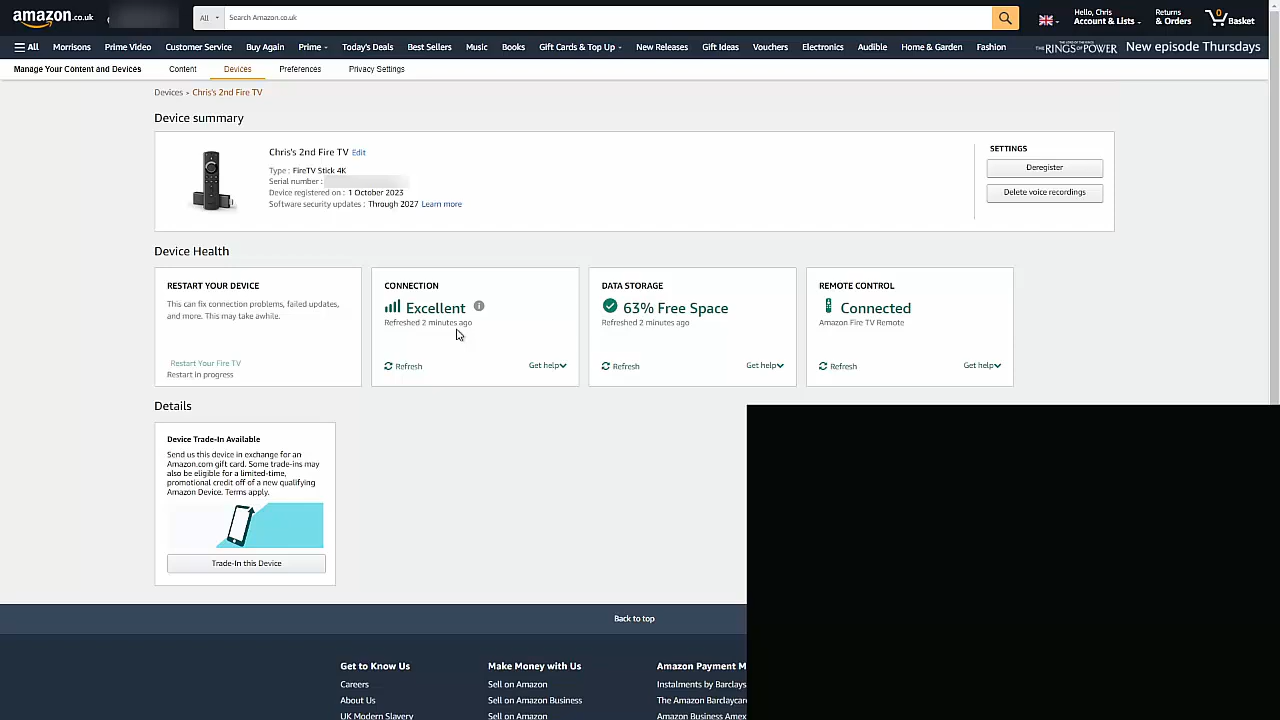 amazon.co.uk
All
Search Amazon.co.uk
Hello, Chris
Account & Lists
Returns
& Orders
0
Basket
All
Morrisons
Prime Video
Customer Service
Buy Again
Prime
Today's Deals
Best Sellers
Music
Books
Gift Cards & Top Up
New Releases
Gift Ideas
Vouchers
Electronics
Audible
Home & Garden
Fashion
THE RINGS OF POWER
New episode Thursdays
Manage Your Content and Devices
Content
Devices
Preferences
Privacy Settings
Devices > Chris's 2nd Fire TV
Device summary
Chris's 2nd Fire TV Edit
Type : FireTV Stick 4K
Serial number :
Device registered on : 1 October 2023
Software security updates : Through 2027 Learn more
SETTINGS
Deregister
Delete voice recordings
Device Health
RESTART YOUR DEVICE
This can fix connection problems, failed updates,
and more. This may take awhile.
Restart Your Fire TV
Restart in progress
CONNECTION
Excellent
Refreshed 2 minutes ago
Refresh
Get help
DATA STORAGE
63% Free Space
Refreshed 2 minutes ago
Refresh
Get help
REMOTE CONTROL
Connected
Amazon Fire TV Remote
Refresh
Get help
Details
Device Trade-In Available
Send us this device in exchange for an
Amazon.com gift card. Some trade-ins may
also be eligible for a limited-time,
promotional credit off of a new qualifying
Amazon Device. Terms apply.
Trade-In this Device
Back to top
Get to Know Us
Careers
About Us
UK Modern Slavery
Make Money with Us
Sell on Amazon
Sell on Amazon Business
Sell on Amazon
Amazon Payment M
Instalments by Barclays
The Amazon Barclaycar
Amazon Business Amex